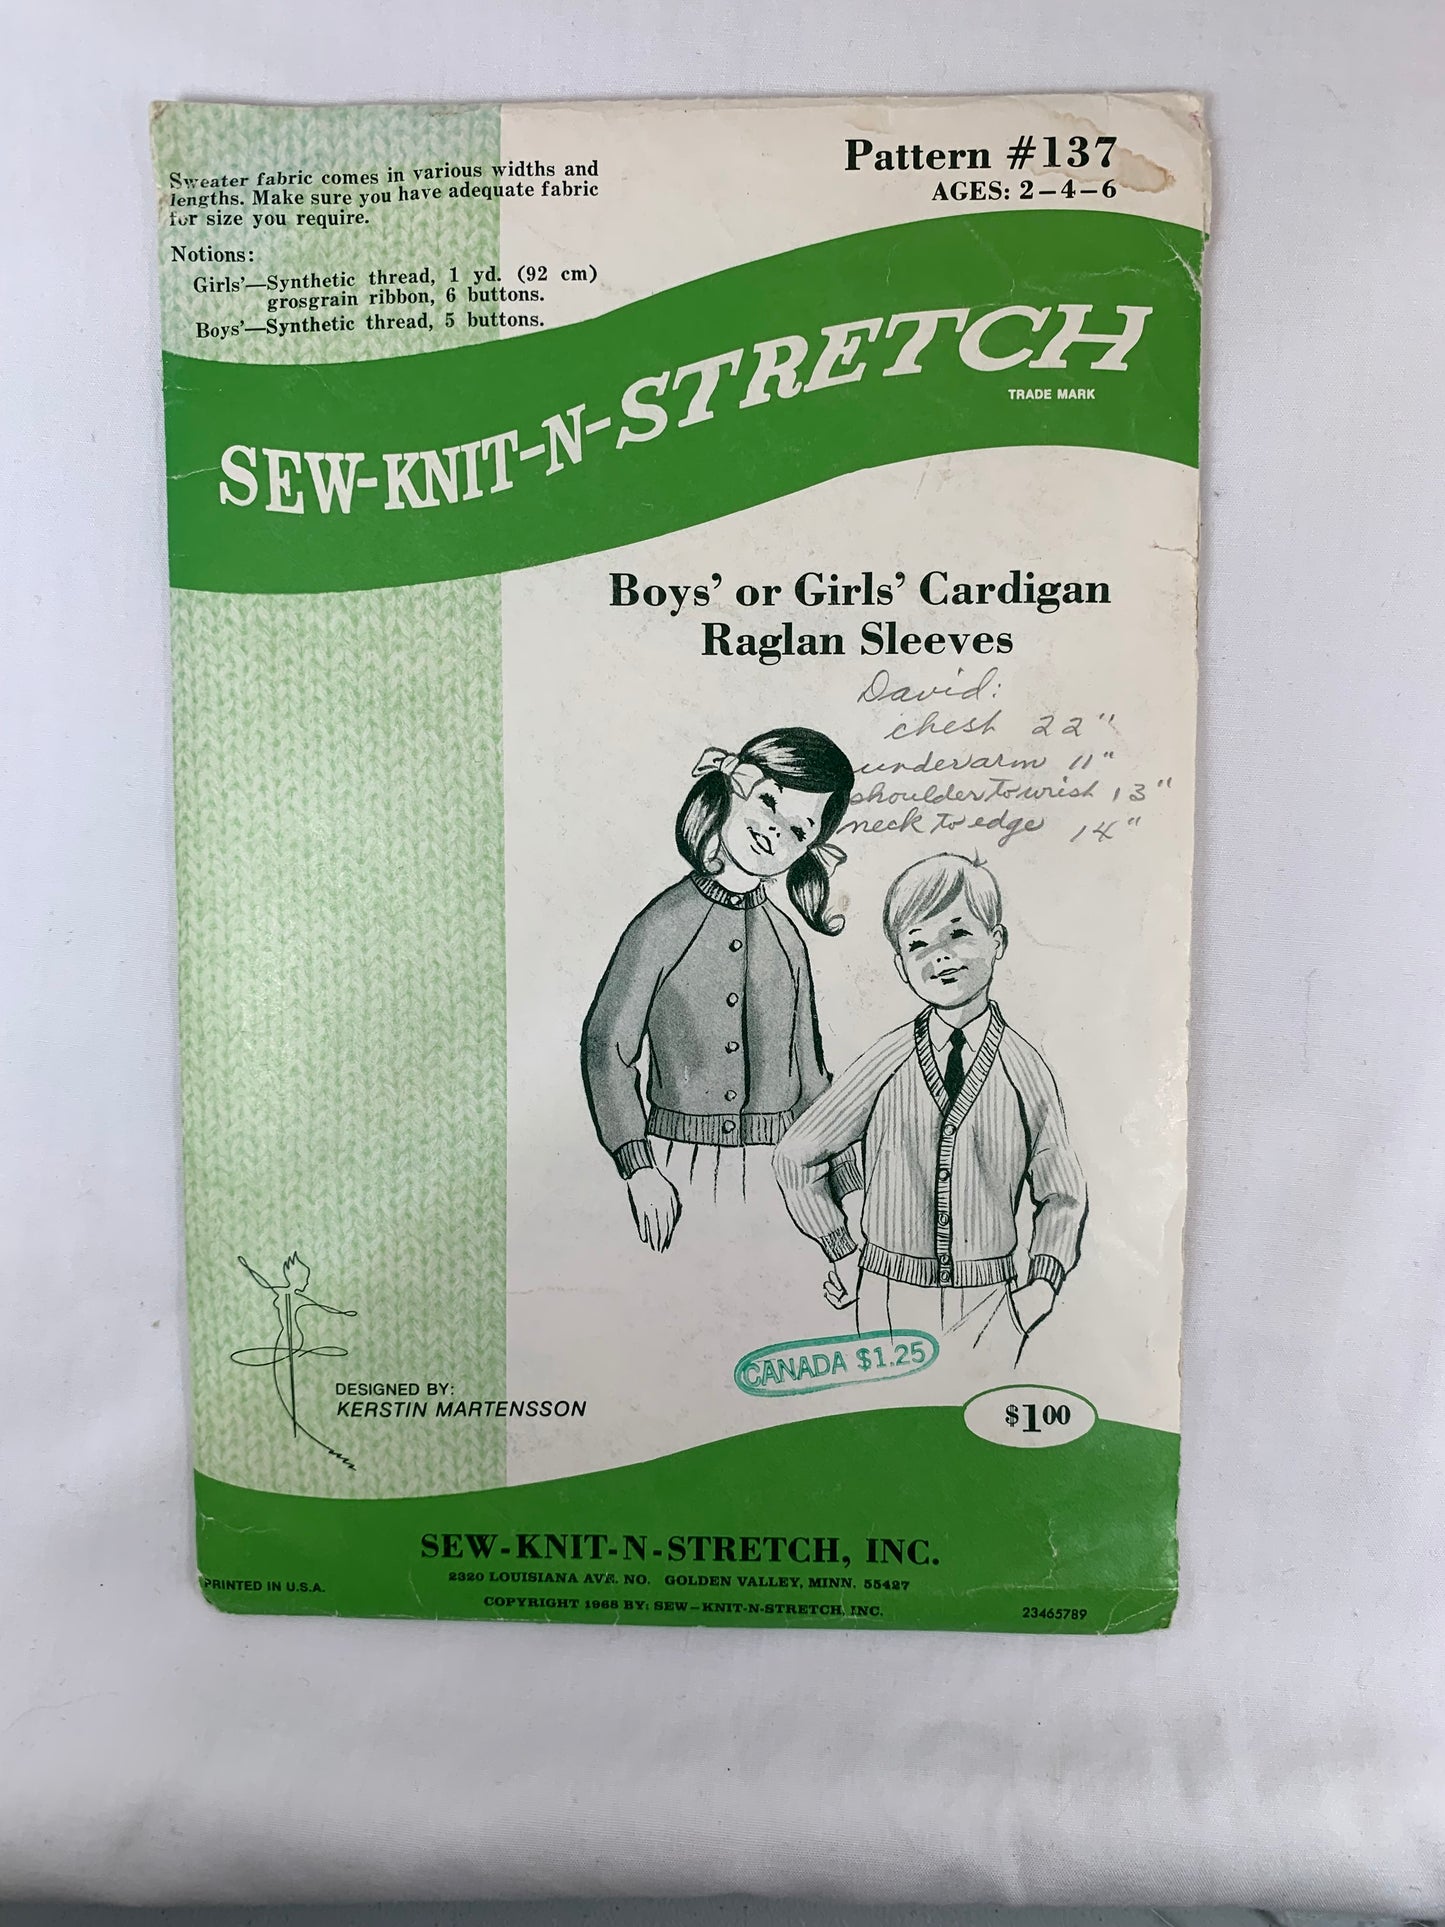 Sweater fabric comes in various widths and
lengths. Make sure you have adequate fabric
for size you require.
Notions:
Girls'—Synthetic thread, 1 yd. (92 cm)
grosgrain ribbon, 6 buttons.
Boys'—Synthetic thread, 5 buttons.
Pattern #137
AGES: 2–4–6
SEW-KNIT-N-STRETCH
TRADE MARK
Boys' or Girls' Cardigan
Raglan Sleeves
David:
chest 22"
underarm 11"
shoulder to wrist 13"
neck to edge 14"
CANADA $1.25
$1.00
DESIGNED BY:
KERSTIN MARTENSSON
SEW-KNIT-N-STRETCH, INC.
2320 LOUISIANA AVE. NO. GOLDEN VALLEY, MINN. 55427
PRINTED IN U.S.A.
COPYRIGHT 1968 BY: SEW-KNIT-N-STRETCH, INC.
23465789